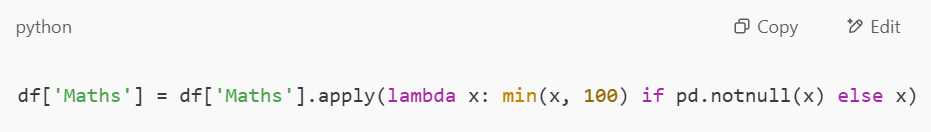 python Copy Edit
df['Maths'] = df['Maths'].apply(lambda x: min(x, 100) if pd.notnull(x) else x)